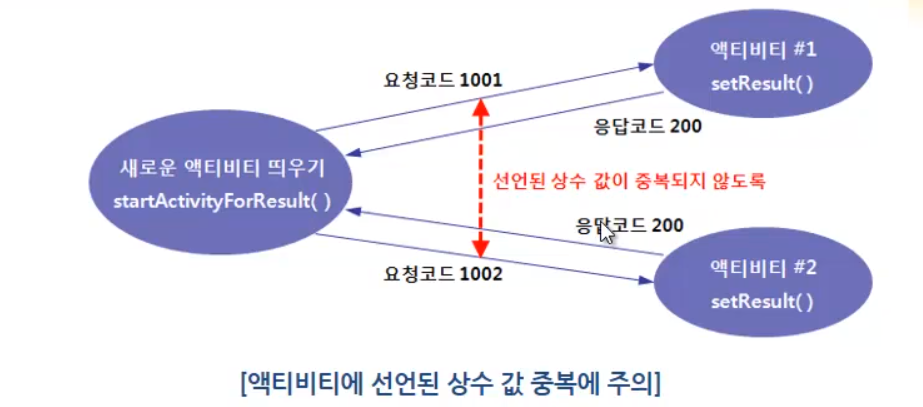 액티비티 #1
setResult( )
요청코드 1001
응답코드 200
새로운 액티비티 띄우기
startActivityForResult( )
선언된 상수 값이 중복되지 않도록
응답코드 200
요청코드 1002
액티비티 #2
setResult( )
[액티비티에 선언된 상수 값 중복에 주의]